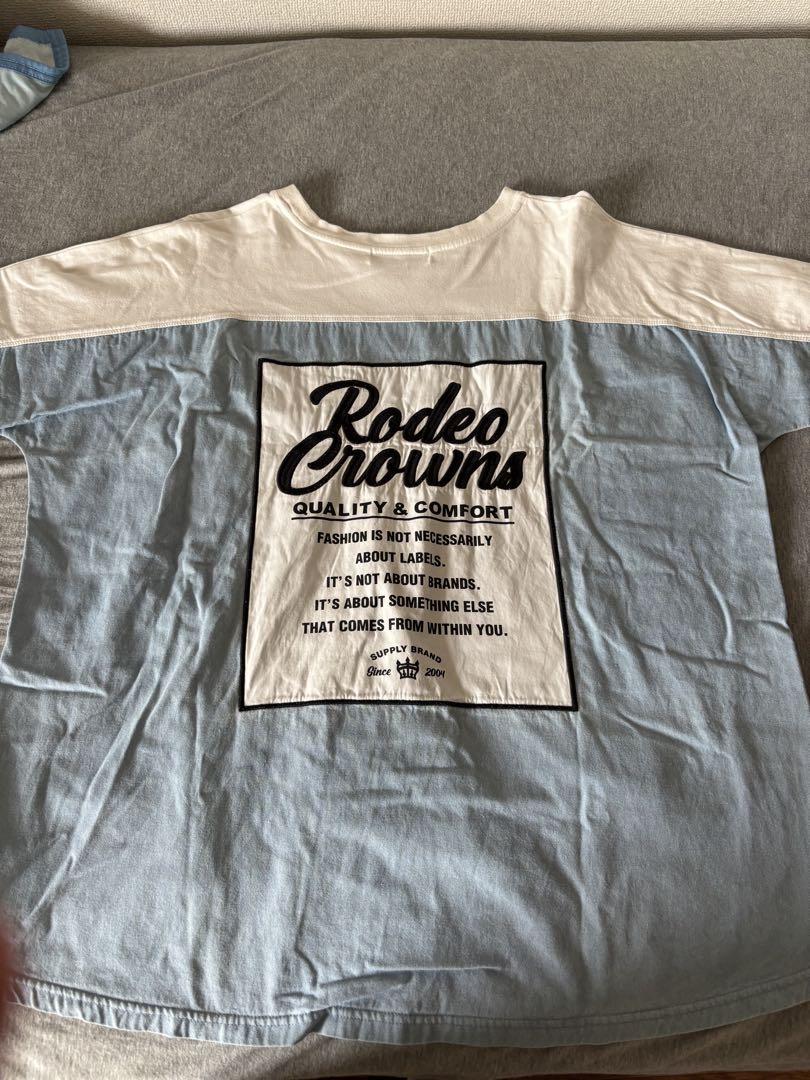 Rodeo
Crowns
QUALITY & COMFORT
FASHION IS NOT NECESSARILY
ABOUT LABELS.
IT'S NOT ABOUT BRANDS.
IT'S ABOUT SOMETHING ELSE
THAT COMES FROM WITHIN YOU.
SUPPLY BRAND
Since 2004